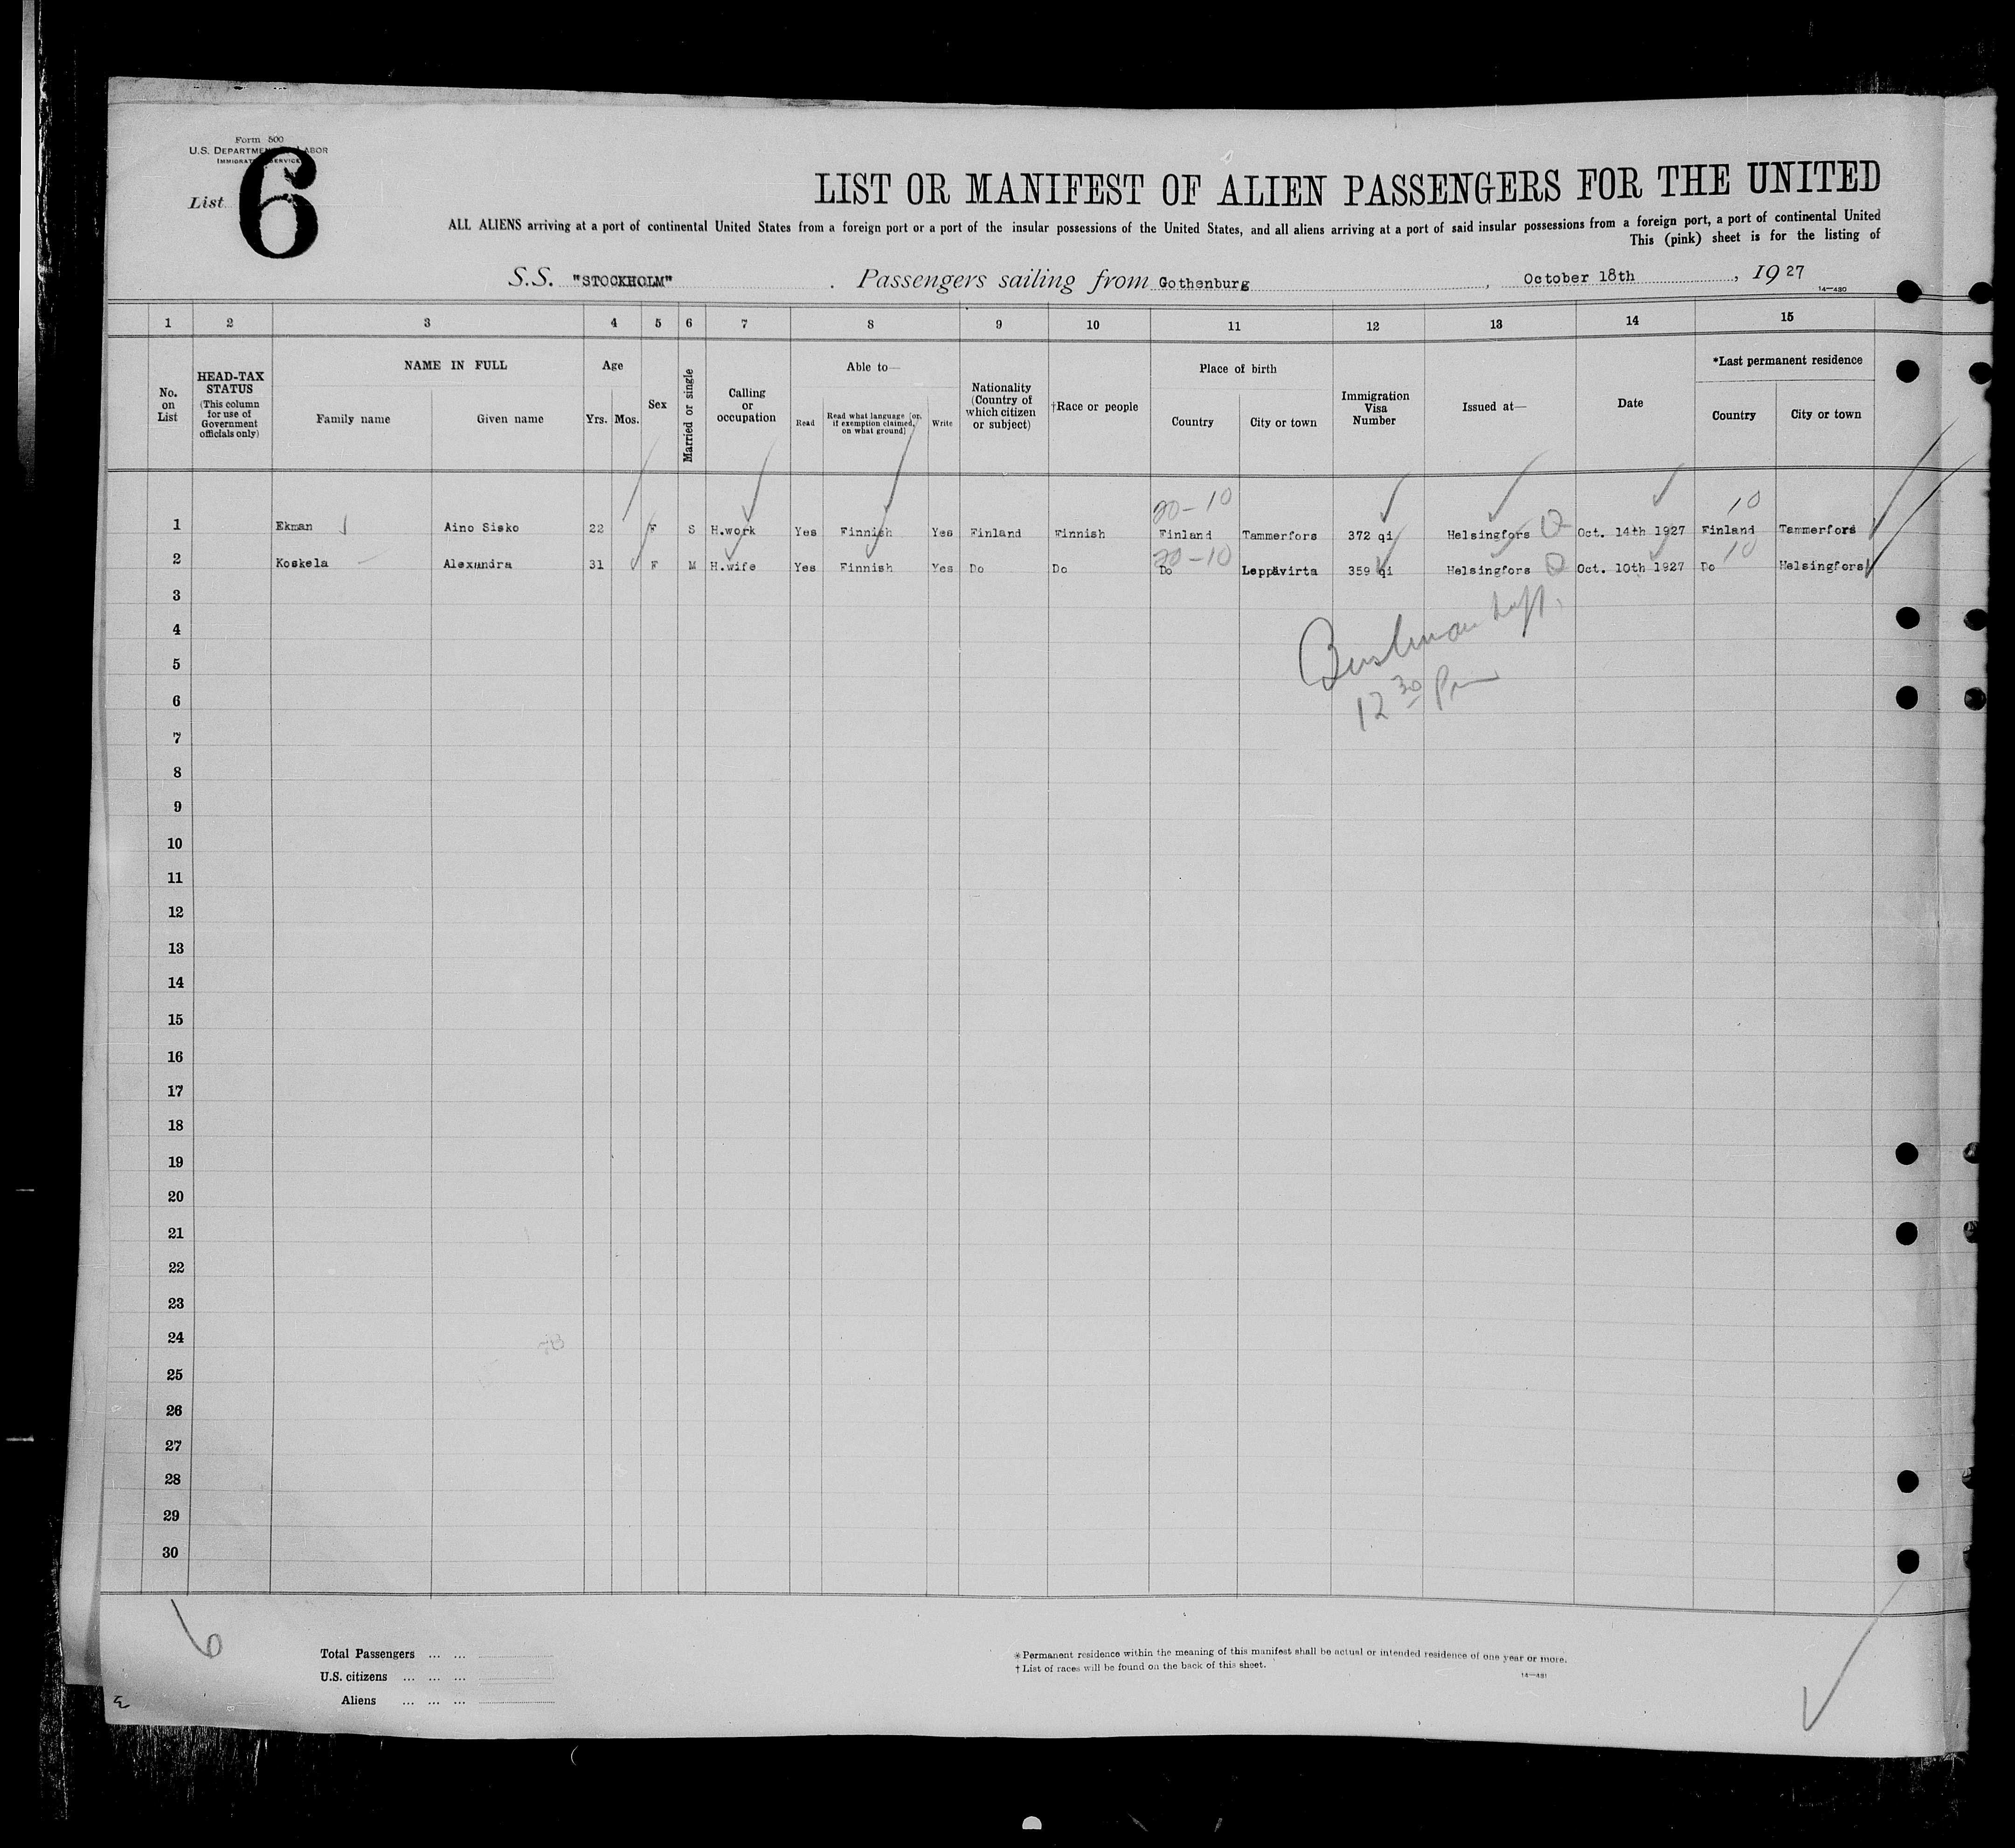 Form 500
U.S. DEPARTMENT LABOR
IMMIGRAT SERVICE
List 6
LIST OR MANIFEST OF ALIEN PASSENGERS FOR THE UNITED
ALL ALIENS arriving at a port of continental United States from a foreign port or a port of the insular possessions of the United States, and all aliens arriving at a port of said insular possessions from a foreign port, a port of continental United
This (pink) sheet is for the listing of
S.S. "STOCKHOLM" . Passengers sailing from Gothenburg , October 18th , 1927
14—480
1 2 3 4 5 6 7 8 9 10 11 12 13 14 15
No. on List
HEAD-TAX STATUS (This column for use of Government officials only)
NAME IN FULL
Family name Given name
Age
Yrs. Mos.
Sex
Married or single
Calling or occupation
Able to—
Read
Read what language [or, if exemption claimed, on what ground]
Write
Nationality (Country of which citizen or subject)
†Race or people
Place of birth
Country City or town
Immigration Visa Number
Issued at—
Date
*Last permanent residence
Country City or town
20-10 10
1 Ekman Aino Sisko 22 F S H.work Yes Finnish Yes Finland Finnish Finland Tammerfors 372 qi Helsingfors Oct. 14th 1927 Finland Tammerfors
20-10 10
2 Koskela Alexandra 31 F M H.wife Yes Finnish Yes Do Do Do Leppävirta 359 qi Helsingfors Oct. 10th 1927 Do Helsingfors
3
4
5
6
12 30 Pm
7
8
9
10
11
12
13
14
15
16
17
18
19
20
21
22
23
24
25
26
27
28
29
30
6
Total Passengers ... ...
U.S. citizens ... ... ...
Aliens ... ... ...
* Permanent residence within the meaning of this manifest shall be actual or intended residence of one year or more.
† List of races will be found on the back of this sheet.
14—481